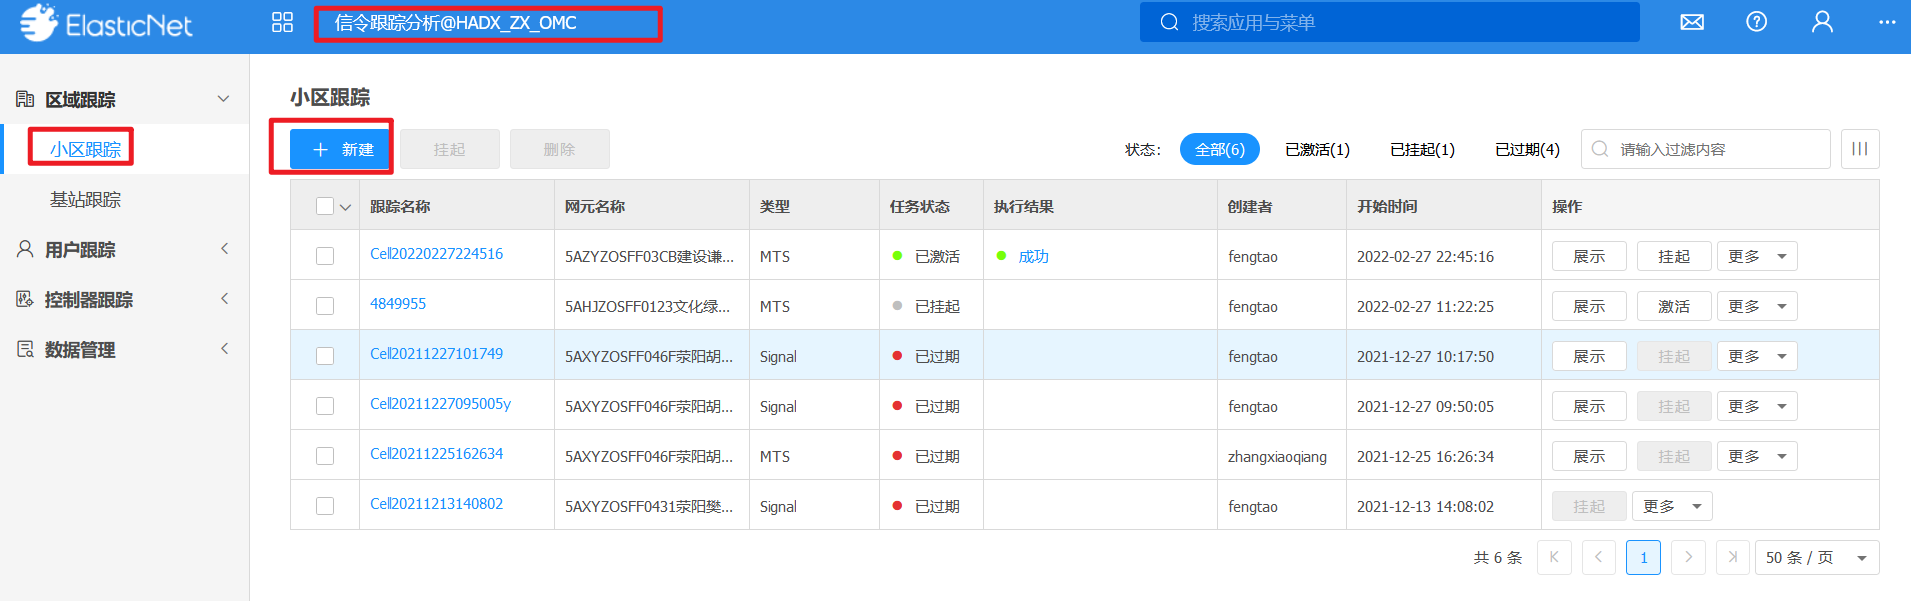 ElasticNet
信令跟踪分析@HADX_ZX_OMC
搜索应用与菜单
区域跟踪
小区跟踪
基站跟踪
用户跟踪
控制器跟踪
数据管理
小区跟踪
新建 挂起 删除 状态: 全部(6) 已激活(1) 已挂起(1) 已过期(4) 请输入过滤内容
跟踪名称 网元名称 类型 任务状态 执行结果 创建者 开始时间 操作
Cell20220227224516 5AZYZOSFF03CB建设谦... MTS 已激活 成功 fengtao 2022-02-27 22:45:16 展示 挂起 更多
4849955 5AHJZOSFF0123文化绿... MTS 已挂起 fengtao 2022-02-27 11:22:25 展示 激活 更多
Cell20211227101749 5AXYZOSFF046F荥阳胡... Signal 已过期 fengtao 2021-12-27 10:17:50 展示 挂起 更多
Cell20211227095005y 5AXYZOSFF046F荥阳胡... Signal 已过期 fengtao 2021-12-27 09:50:05 展示 挂起 更多
Cell20211225162634 5AXYZOSFF046F荥阳胡... MTS 已过期 zhangxiaoqiang 2021-12-25 16:26:34 展示 挂起 更多
Cell20211213140802 5AXYZOSFF0431荥阳樊... Signal 已过期 fengtao 2021-12-13 14:08:02 挂起 更多
共 6 条 1 50 条 / 页